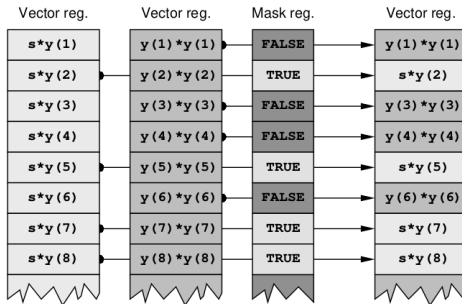 Vector reg. Vector reg. Mask reg. Vector reg.
s*y(1) y(1)*y(1) FALSE y(1)*y(1)
s*y(2) y(2)*y(2) TRUE s*y(2)
s*y(3) y(3)*y(3) FALSE y(3)*y(3)
s*y(4) y(4)*y(4) FALSE y(4)*y(4)
s*y(5) y(5)*y(5) TRUE s*y(5)
s*y(6) y(6)*y(6) FALSE y(6)*y(6)
s*y(7) y(7)*y(7) TRUE s*y(7)
s*y(8) y(8)*y(8) TRUE s*y(8)